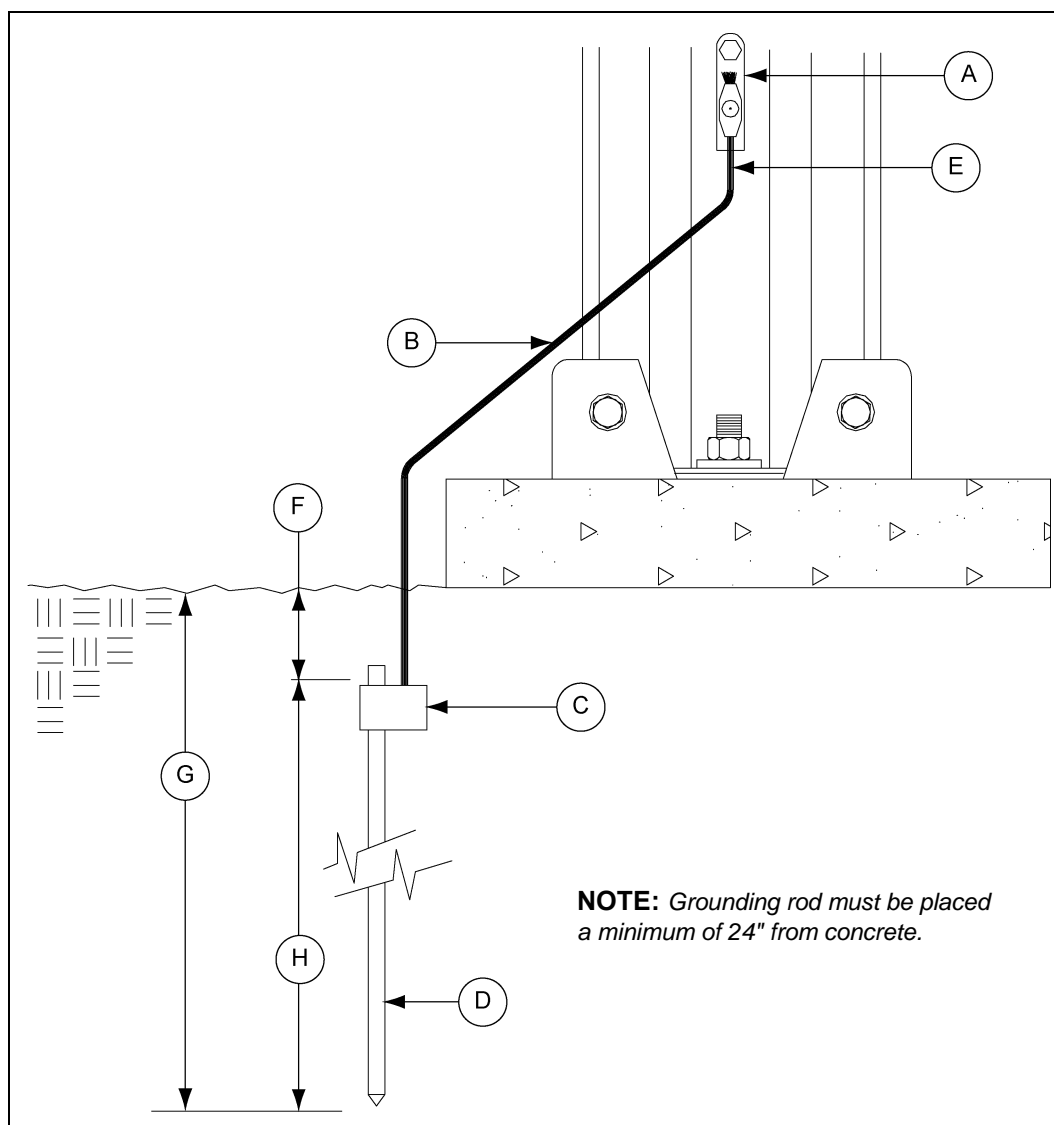 A
E
B
F
C
G
H
D
NOTE: Grounding rod must be placed
a minimum of 24" from concrete.